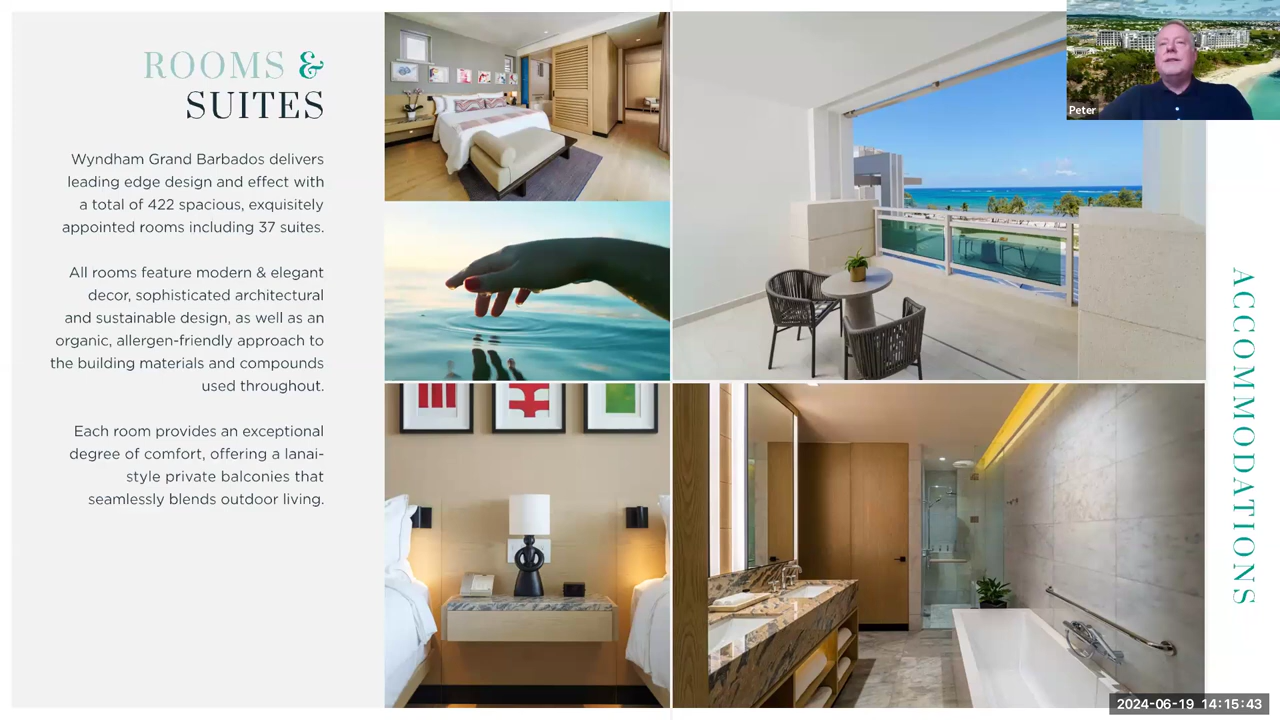 ROOMS &
SUITES
Wyndham Grand Barbados delivers
leading edge design and effect with
a total of 422 spacious, exquisitely
appointed rooms including 37 suites.
All rooms feature modern & elegant
decor, sophisticated architectural
and sustainable design, as well as an
organic, allergen-friendly approach to
the building materials and compounds
used throughout.
Each room provides an exceptional
degree of comfort, offering a lanai-
style private balconies that
seamlessly blends outdoor living.
Peter
ACCOMMODATIONS
2024-06-19 14:15:43